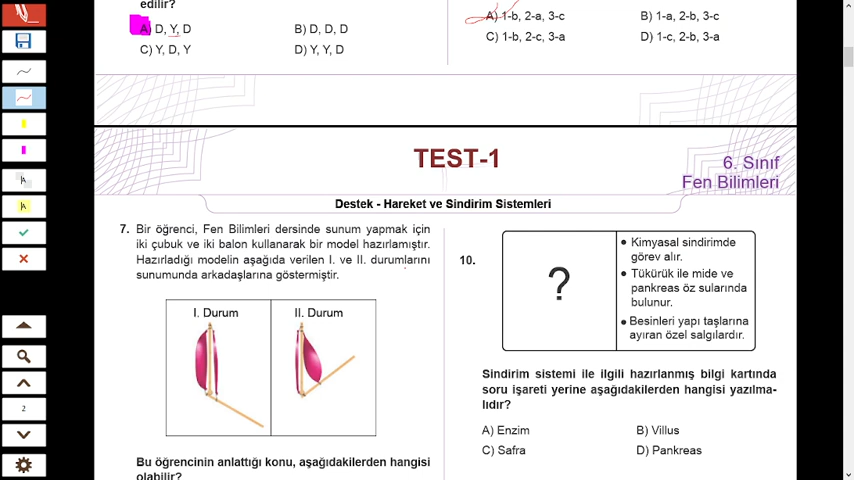 edilir?
A) D, Y, D
B) D, D, D
C) Y, D, Y
D) Y, Y, D
A) 1-b, 2-a, 3-c
B) 1-a, 2-b, 3-c
C) 1-b, 2-c, 3-a
D) 1-c, 2-b, 3-a
TEST-1
6. Sınıf
Fen Bilimleri
Destek - Hareket ve Sindirim Sistemleri
7. Bir öğrenci, Fen Bilimleri dersinde sunum yapmak için
iki çubuk ve iki balon kullanarak bir model hazırlamıştır.
Hazırladığı modelin aşağıda verilen I. ve II. durumlarını
sunumunda arkadaşlarına göstermiştir.
I. Durum
II. Durum
Bu öğrencinin anlattığı konu, aşağıdakilerden hangisi
olabilir?
10.
?
• Kimyasal sindirimde
görev alır.
• Tükürük ile mide ve
pankreas öz sularında
bulunur.
• Besinleri yapı taşlarına
ayıran özel salgılardır.
Sindirim sistemi ile ilgili hazırlanmış bilgi kartında
soru işareti yerine aşağıdakilerden hangisi yazılma-
lıdır?
A) Enzim
B) Villus
C) Safra
D) Pankreas
A
A
2